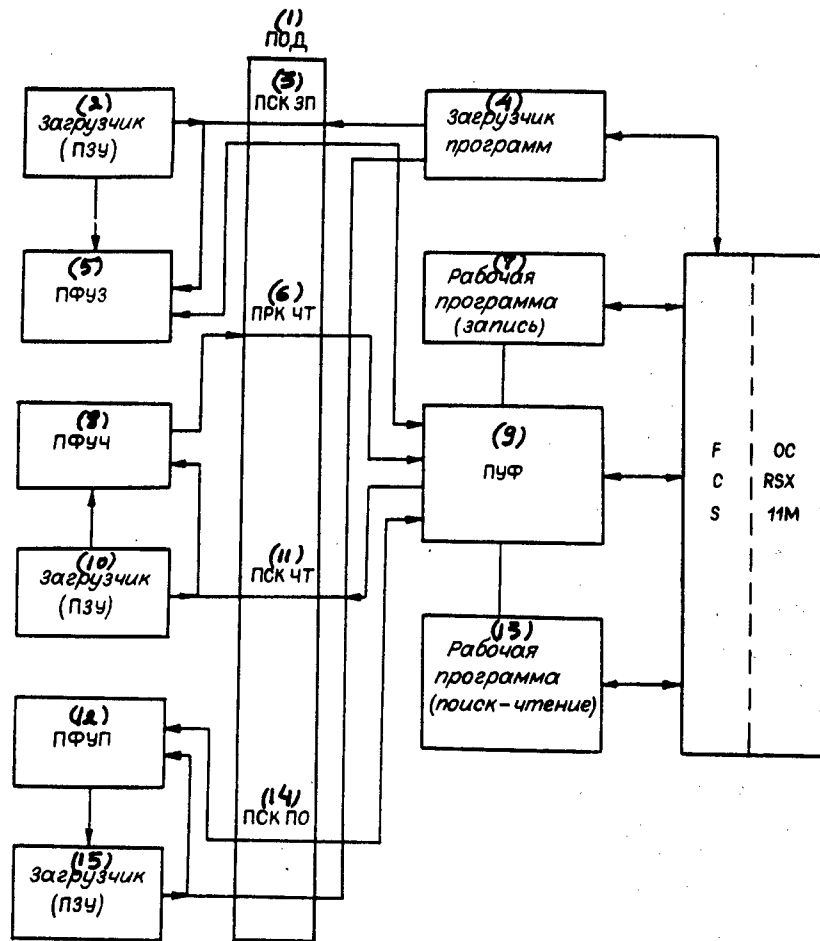 (1)
ПОД
(2)
Загрузчик
(ПЗУ)
(3)
ПСК ЗП
(4)
Загрузчик
программ
(5)
ПФУЗ
(6)
ПРК ЧТ
(7)
Рабочая
программа
(запись)
(8)
ПФУЧ
(9)
ПУФ
F ОС
C RSX
S 11М
(10)
Загрузчик
(ПЗУ)
(11)
ПСК ЧТ
(12)
ПФУП
(13)
Рабочая
программа
(поиск-чтение)
(14)
ПСК ПО
(15)
Загрузчик
(ПЗУ)